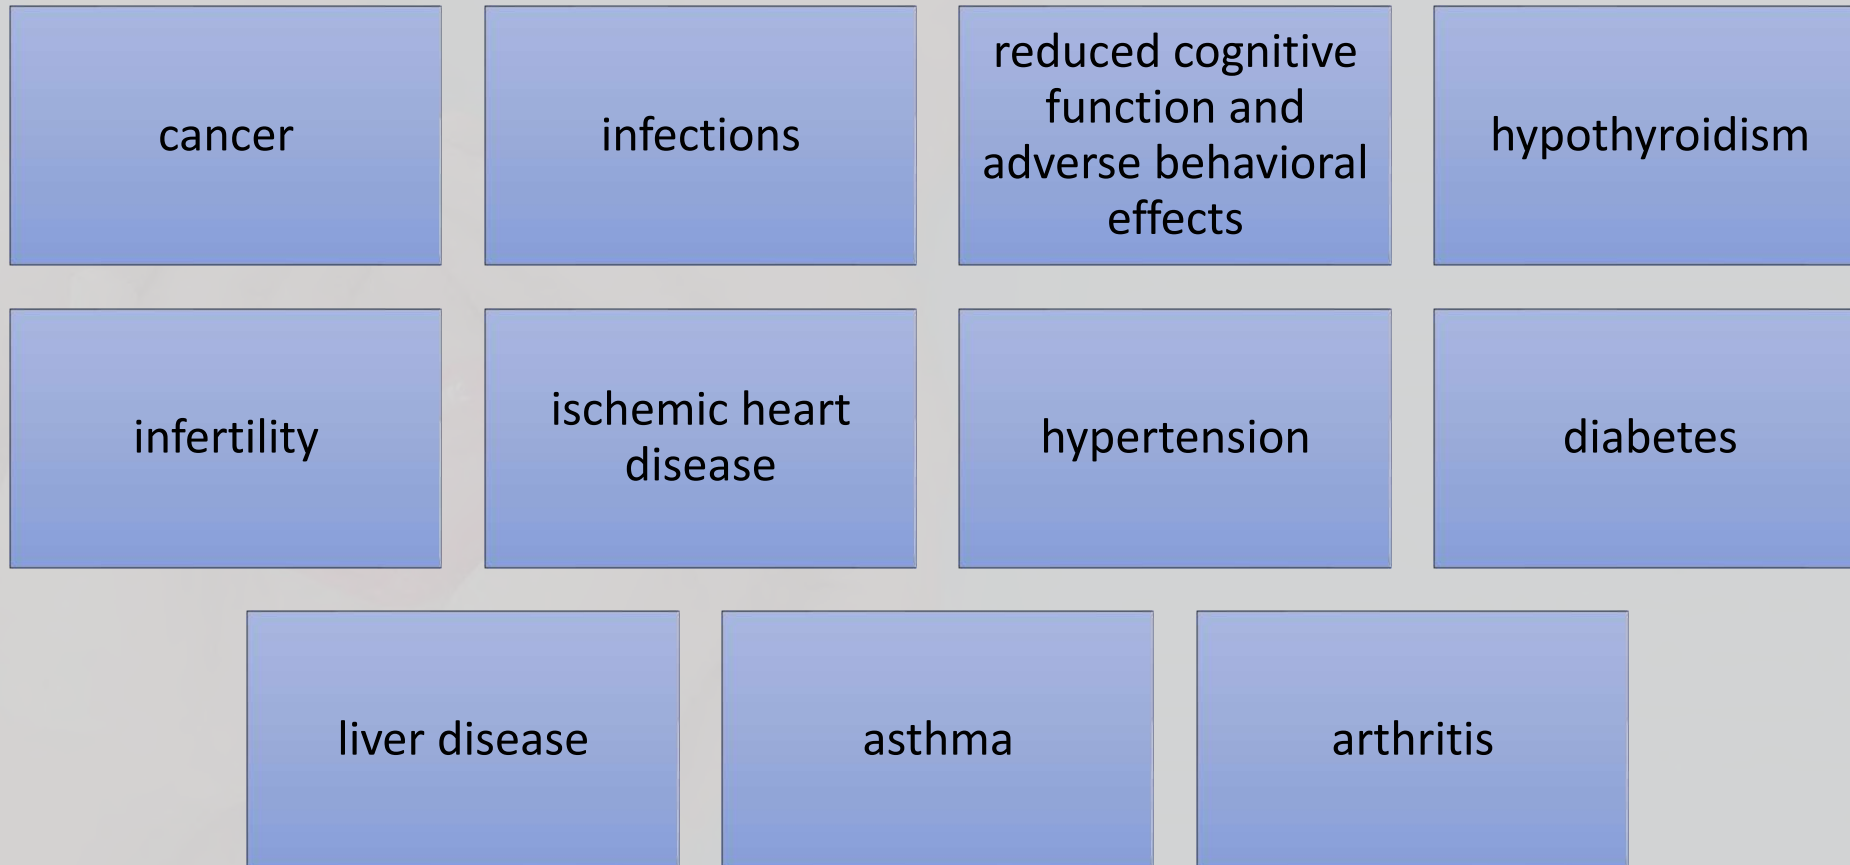 cancer
infections
reduced cognitive
function and
adverse behavioral
effects
hypothyroidism
infertility
ischemic heart
disease
hypertension
diabetes
liver disease
asthma
arthritis